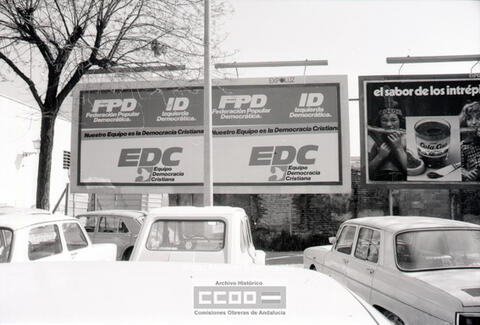 EXPOLUZ
FPD
Federación Popular
Democrática.
ID
Izquierda
Democrática.
FPD
Federación Popular
Democrática.
ID
Izquierda
Democrática.
Nuestro Equipo es la Democracia Cristiana
Nuestro Equipo es la Democracia Cristiana
EDC
Equipo
Democracia
Cristiana
EDC
Equipo
Democracia
Cristiana
el sabor de los intrépi
Cola Cao
Archivo Histórico
CCOO
Comisiones Obreras de Andalucía